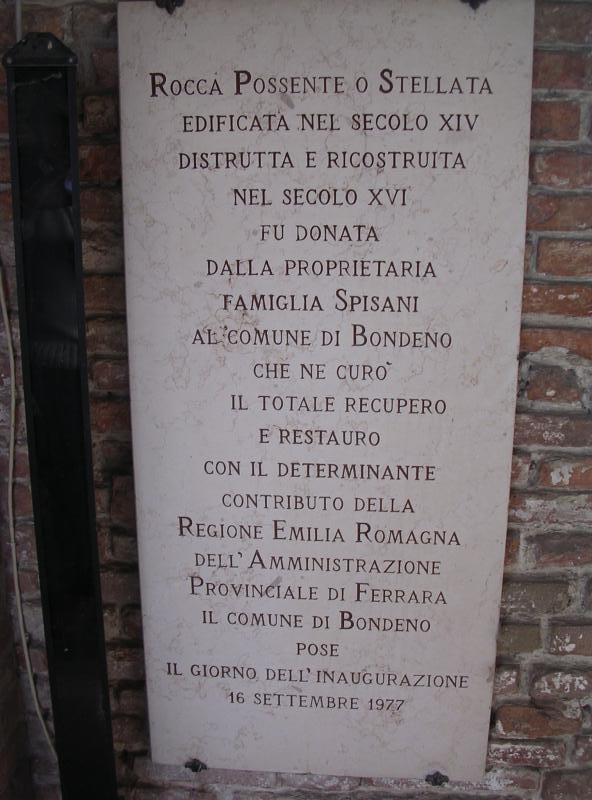 ROCCA POSSENTE O STELLATA
EDIFICATA NEL SECOLO XIV
DISTRUTTA E RICOSTRUITA
NEL SECOLO XVI
FU DONATA
DALLA PROPRIETARIA
FAMIGLIA SPISANI
AL COMUNE DI BONDENO
CHE NE CURO`
IL TOTALE RECUPERO
E RESTAURO
CON IL DETERMINANTE
CONTRIBUTO DELLA
REGIONE EMILIA ROMAGNA
DELL'AMMINISTRAZIONE
PROVINCIALE DI FERRARA
IL COMUNE DI BONDENO
POSE
IL GIORNO DELL'INAUGURAZIONE
16 SETTEMBRE 1977